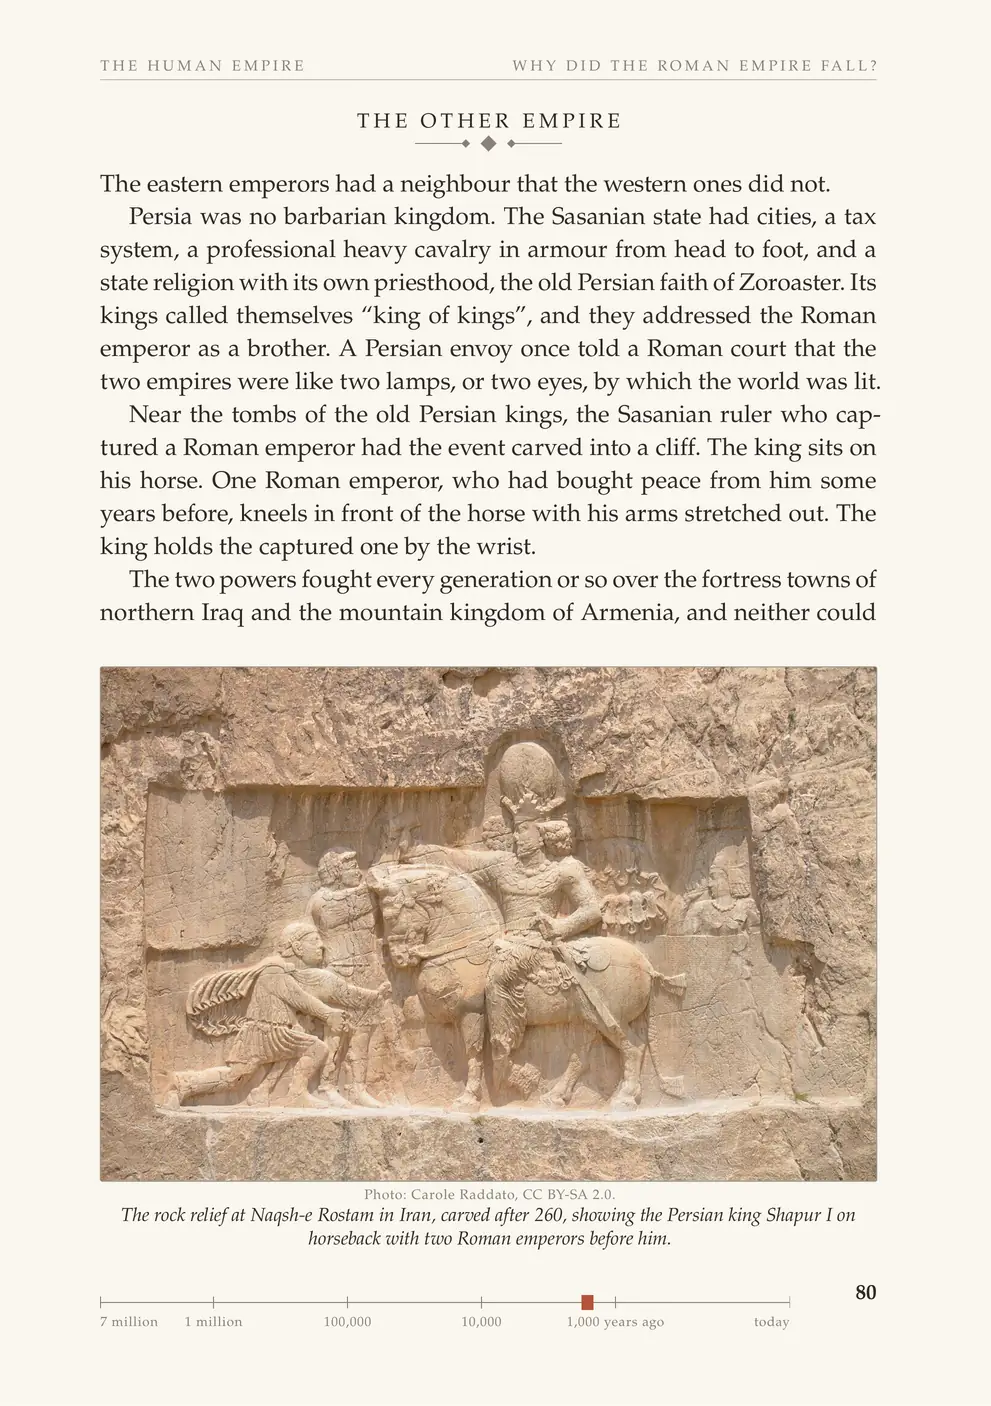 THE HUMAN EMPIRE
WHY DID THE ROMAN EMPIRE FALL?
THE OTHER EMPIRE
The eastern emperors had a neighbour that the western ones did not.
Persia was no barbarian kingdom. The Sasanian state had cities, a tax
system, a professional heavy cavalry in armour from head to foot, and a
state religion with its own priesthood, the old Persian faith of Zoroaster. Its
kings called themselves “king of kings”, and they addressed the Roman
emperor as a brother. A Persian envoy once told a Roman court that the
two empires were like two lamps, or two eyes, by which the world was lit.
Near the tombs of the old Persian kings, the Sasanian ruler who cap-
tured a Roman emperor had the event carved into a cliff. The king sits on
his horse. One Roman emperor, who had bought peace from him some
years before, kneels in front of the horse with his arms stretched out. The
king holds the captured one by the wrist.
The two powers fought every generation or so over the fortress towns of
northern Iraq and the mountain kingdom of Armenia, and neither could
Photo: Carole Raddato, CC BY-SA 2.0.
The rock relief at Naqsh-e Rostam in Iran, carved after 260, showing the Persian king Shapur I on
horseback with two Roman emperors before him.
80
7 million 1 million 100,000 10,000 1,000 years ago today